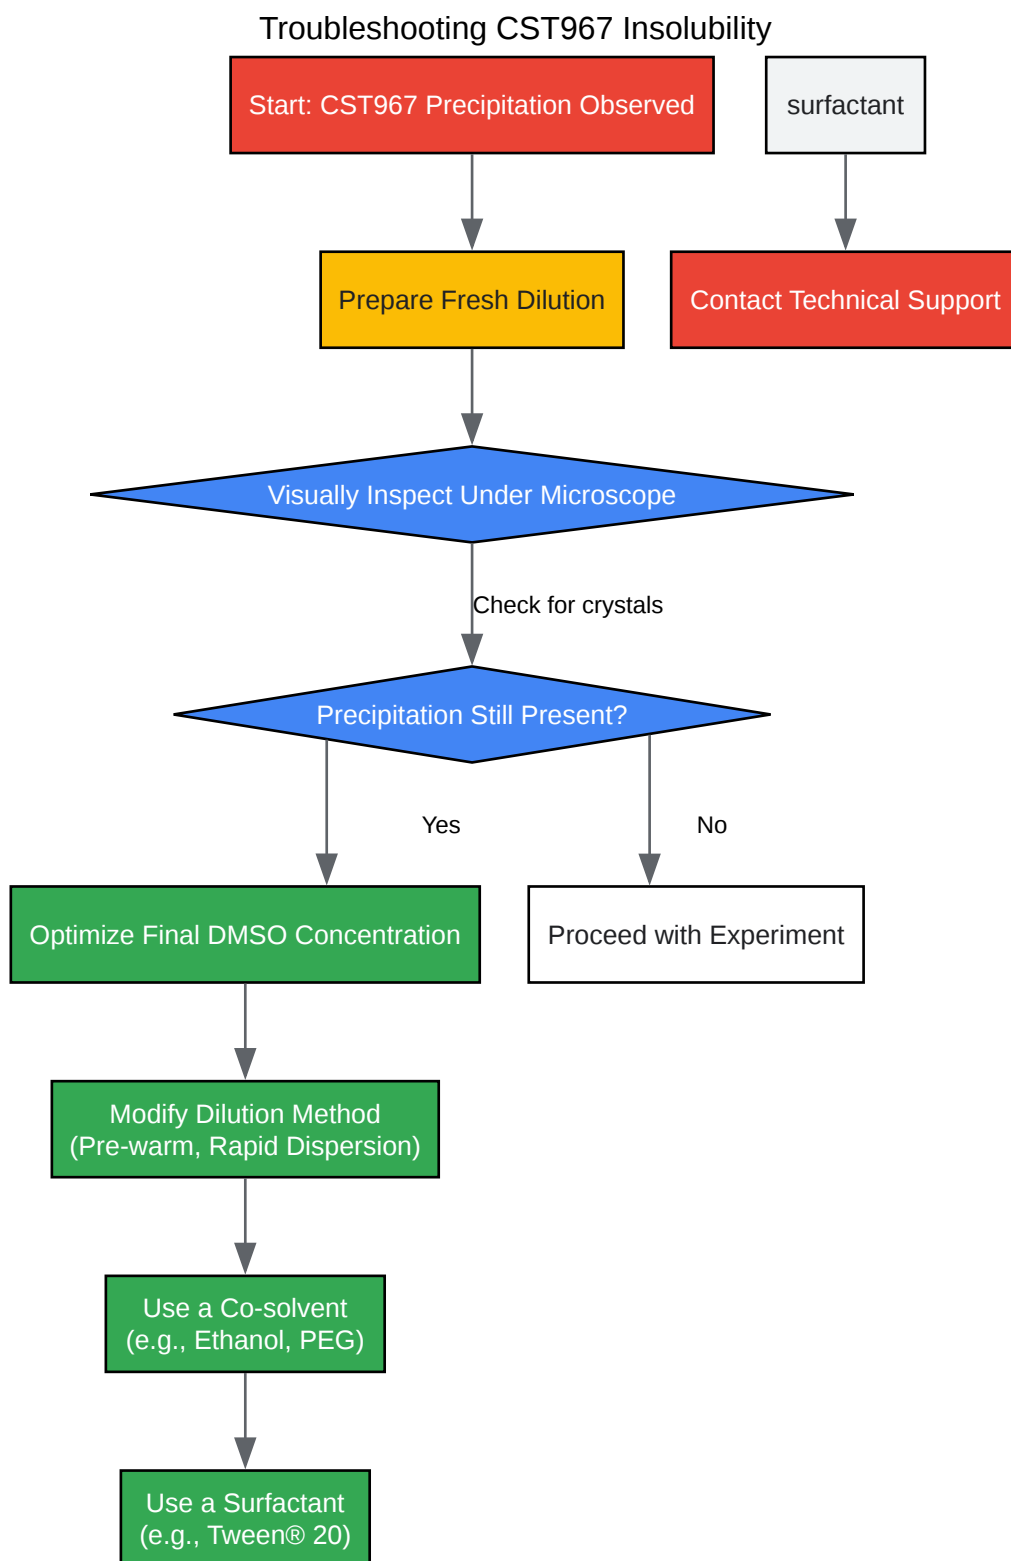 Troubleshooting CST967 Insolubility
Start: CST967 Precipitation Observed
surfactant
Prepare Fresh Dilution
Contact Technical Support
Visually Inspect Under Microscope
Check for crystals
Precipitation Still Present?
Yes
No
Optimize Final DMSO Concentration
Proceed with Experiment
Modify Dilution Method
(Pre-warm, Rapid Dispersion)
Use a Co-solvent
(e.g., Ethanol, PEG)
Use a Surfactant
(e.g., Tween® 20)